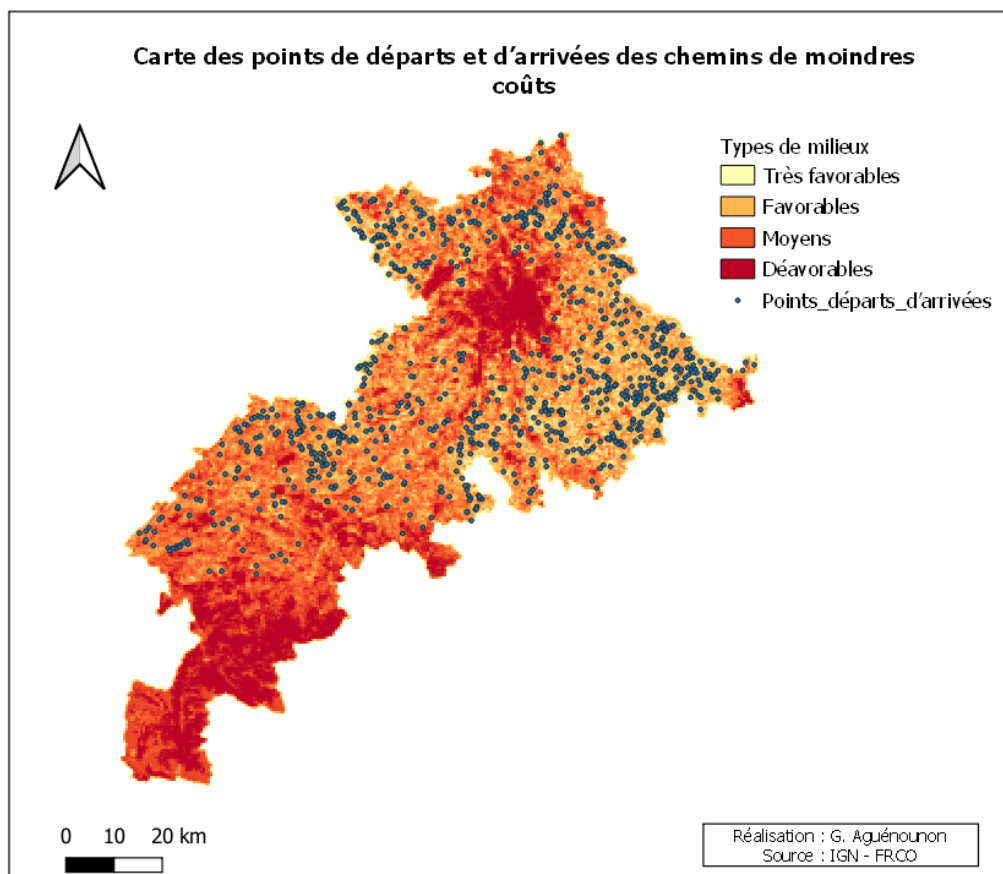 Carte des points de départs et d'arrivées des chemins de moindres
coûts
Types de milieux
Très favorables
Favorables
Moyens
Déavorables
Points_départs_d'arrivées
0 10 20 km
Réalisation : G. Aguénounon
Source : IGN - FRCO